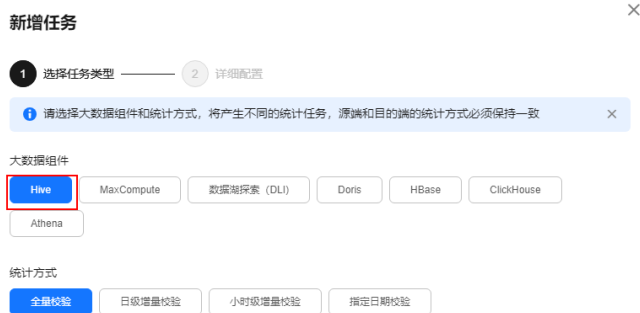 新增任务
1 选择任务类型 2 详细配置
请选择大数据组件和统计方式，将产生不同的统计任务，源端和目的端的统计方式必须保持一致
大数据组件
Hive MaxCompute 数据湖探索（DLI） Doris HBase ClickHouse
Athena
统计方式
全量校验 日级增量校验 小时级增量校验 指定日期校验